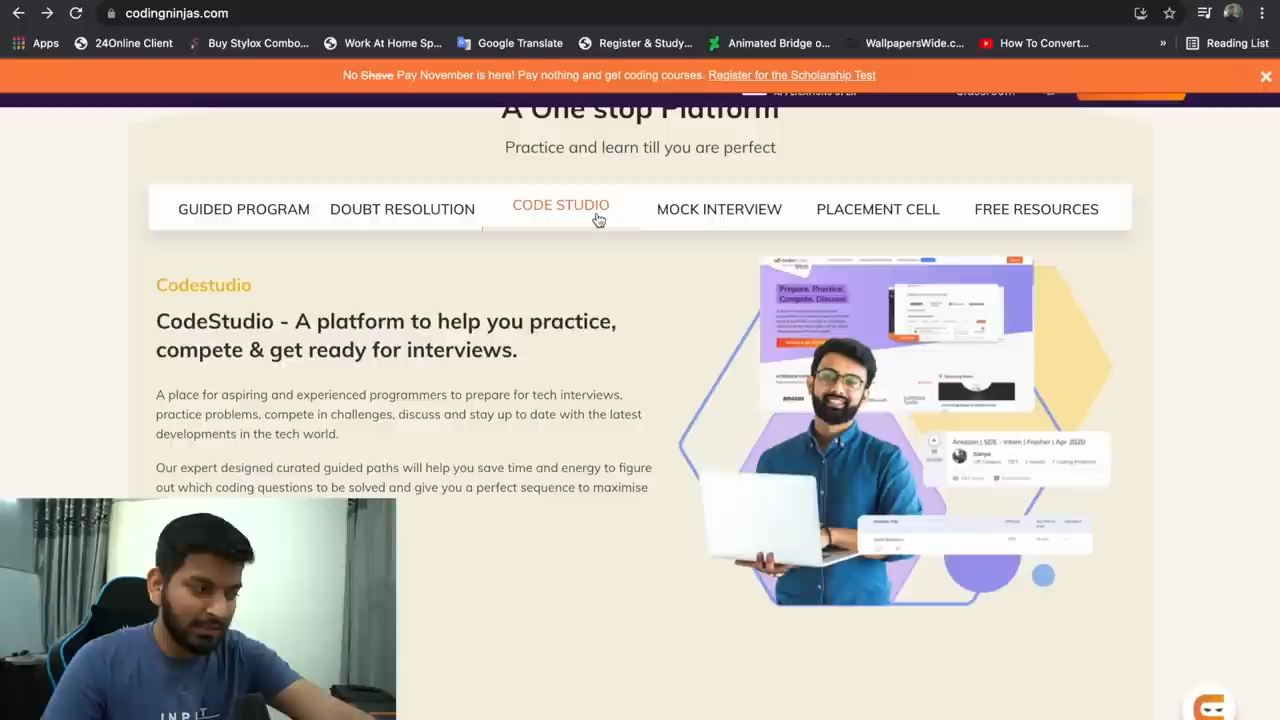 codingninjas.com
Apps
24Online Client
Buy Stylox Combo...
Work At Home Sp...
Google Translate
Register & Study...
Animated Bridge o...
WallpapersWide.c...
How To Convert...
»
Reading List
No Shave Pay November is here! Pay nothing and get coding courses. Register for the Scholarship Test
A One stop Platform
Practice and learn till you are perfect
GUIDED PROGRAM
DOUBT RESOLUTION
CODE STUDIO
MOCK INTERVIEW
PLACEMENT CELL
FREE RESOURCES
Codestudio
CodeStudio - A platform to help you practice,
compete & get ready for interviews.
A place for aspiring and experienced programmers to prepare for tech interviews,
practice problems, compete in challenges, discuss and stay up to date with the latest
developments in the tech world.
Our expert designed curated guided paths will help you save time and energy to figure
out which coding questions to be solved and give you a perfect sequence to maximise
Prepare, Practice,
Compete, Discuss!
Amazon | SDE - Intern | Fresher | Apr 2020
Sanya